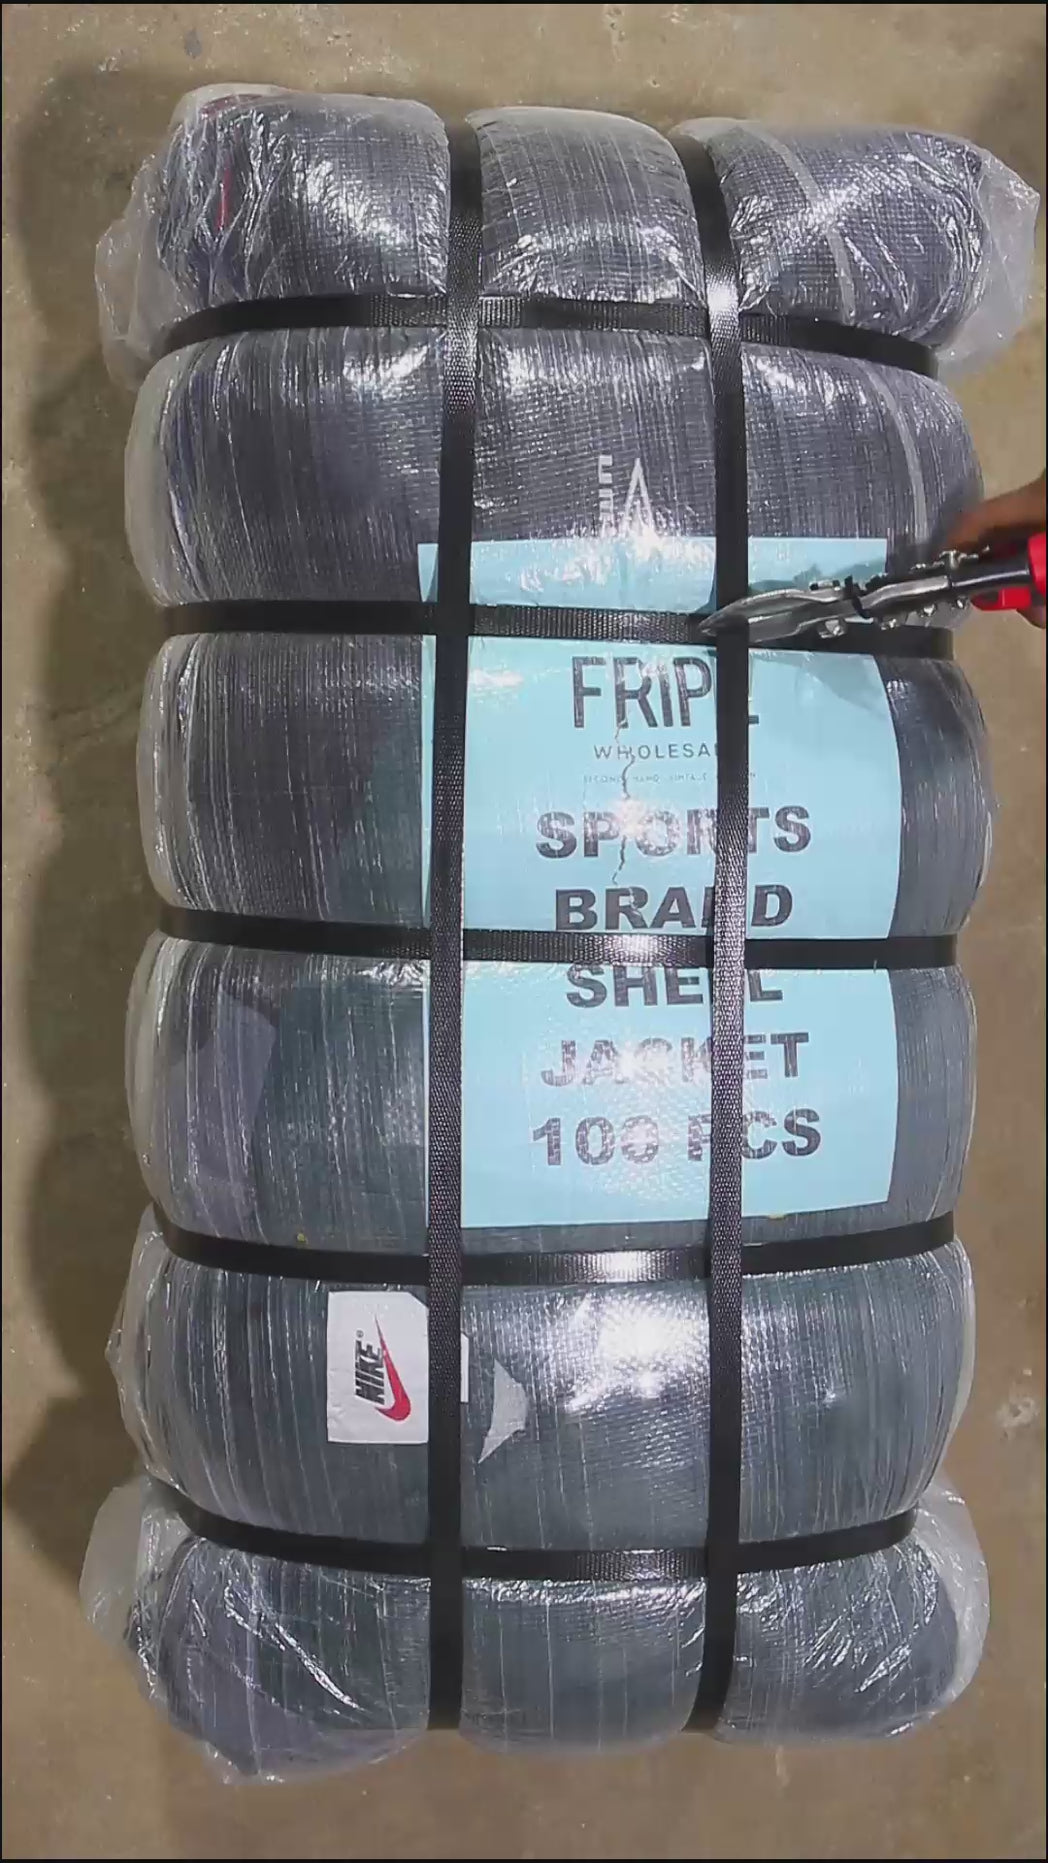 FRIPE
WHOLESALE
SPORTS
BRAND
SHELL
JACKET
100 PCS
NIKE